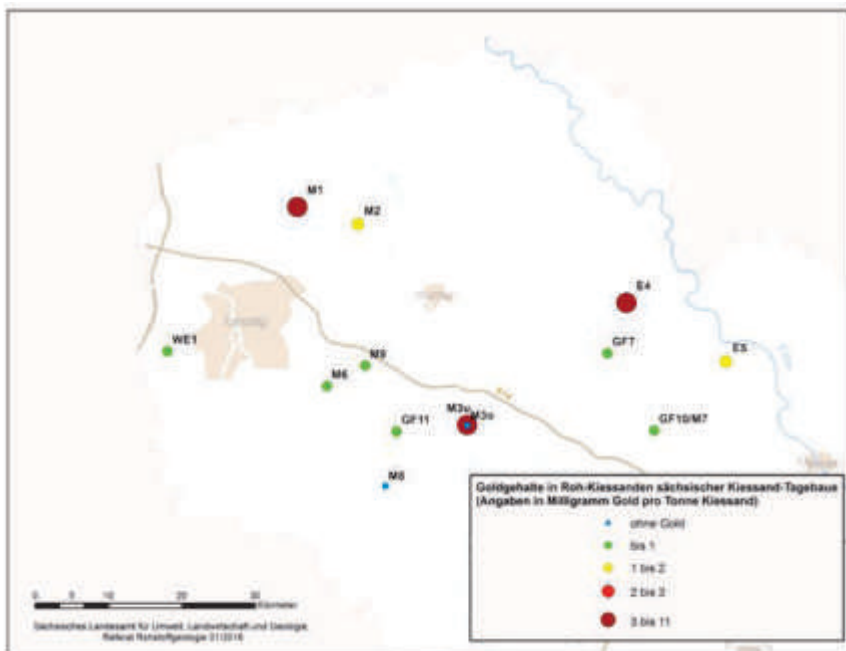 M1
M2
E4
WE1
GF7
E5
M9
M6
M3u
M3o
GF11
GF10/M7
M8
Goldgehalte in Roh-Kiessanden sächsischer Kiessand-Tagebaue
(Angaben in Milligramm Gold pro Tonne Kiessand)
ohne Gold
bis 1
1 bis 2
2 bis 3
3 bis 11
0 5 10 20 30
Kilometer
Sächsisches Landesamt für Umwelt, Landwirtschaft und Geologie
Referat Rohstoffgeologie